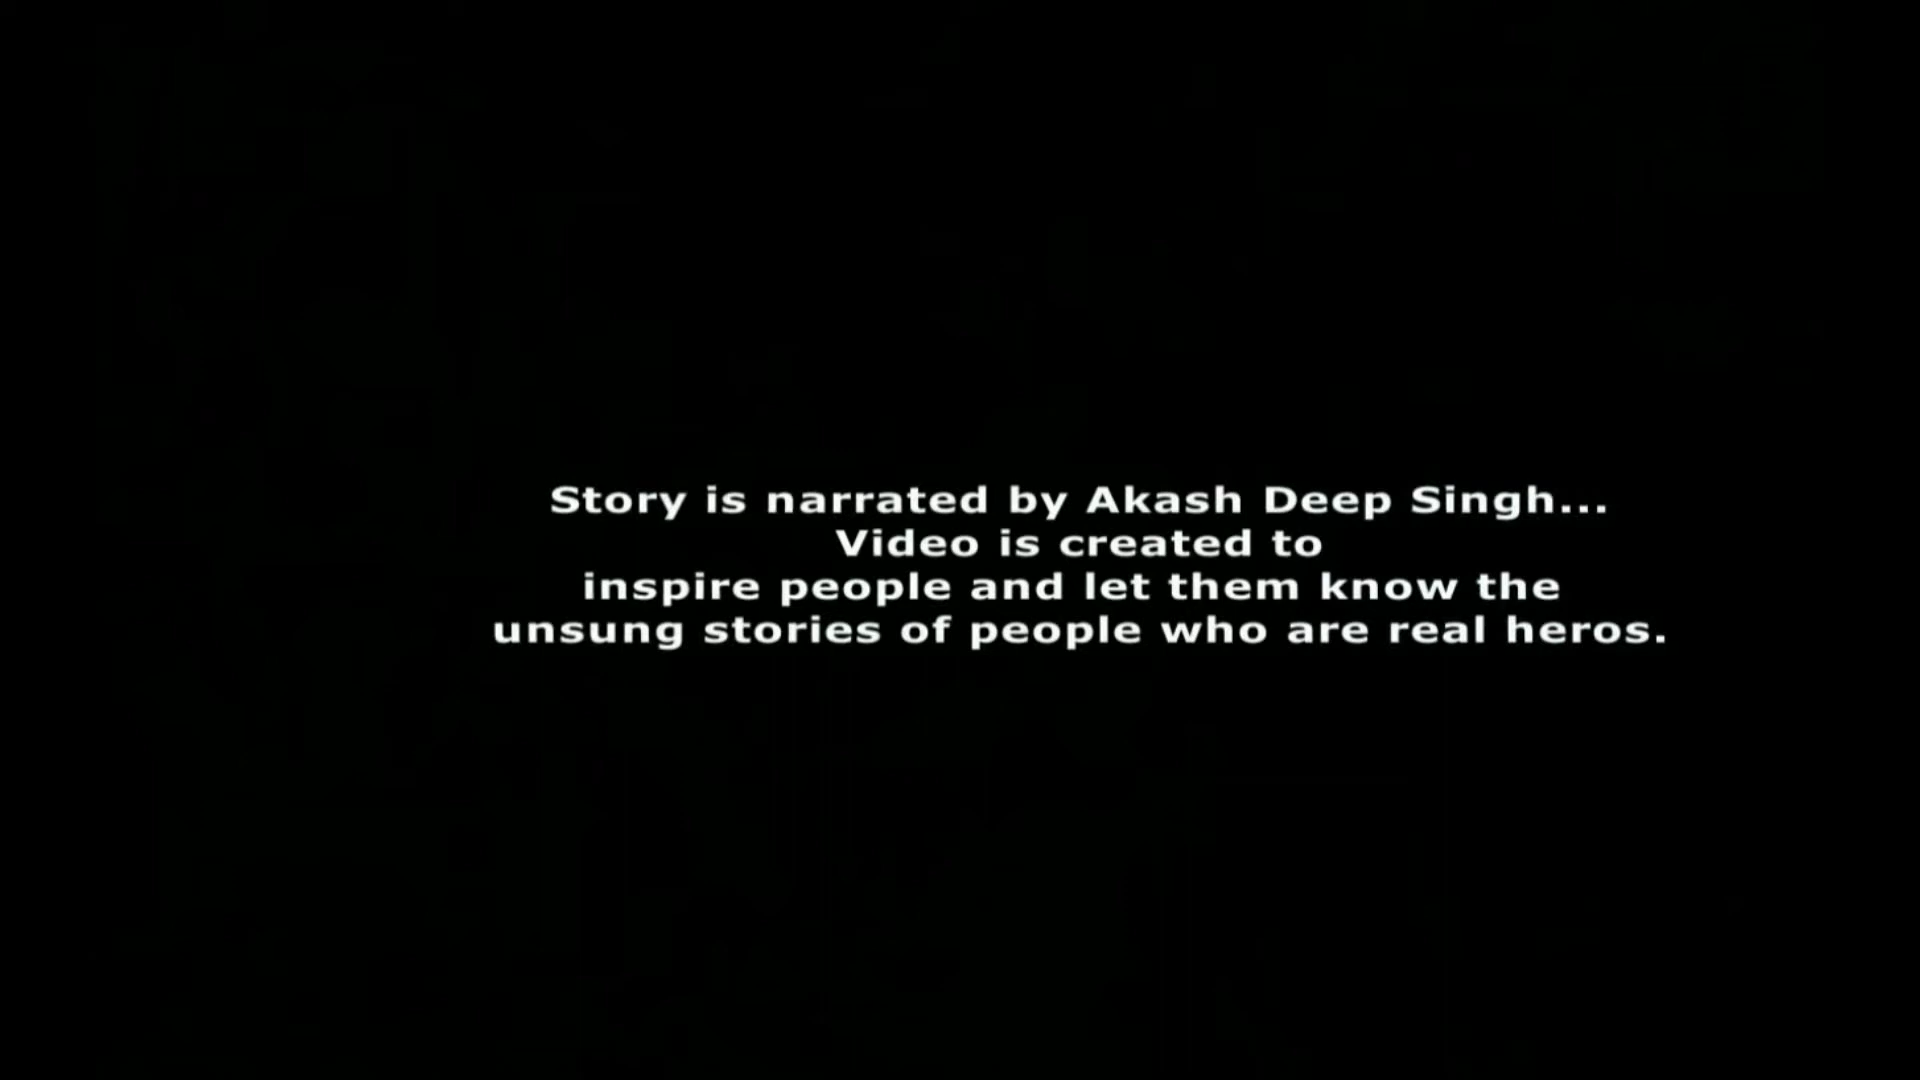 Story is narrated by Akash Deep Singh...
Video is created to
inspire people and let them know the
unsung stories of people who are real heros.